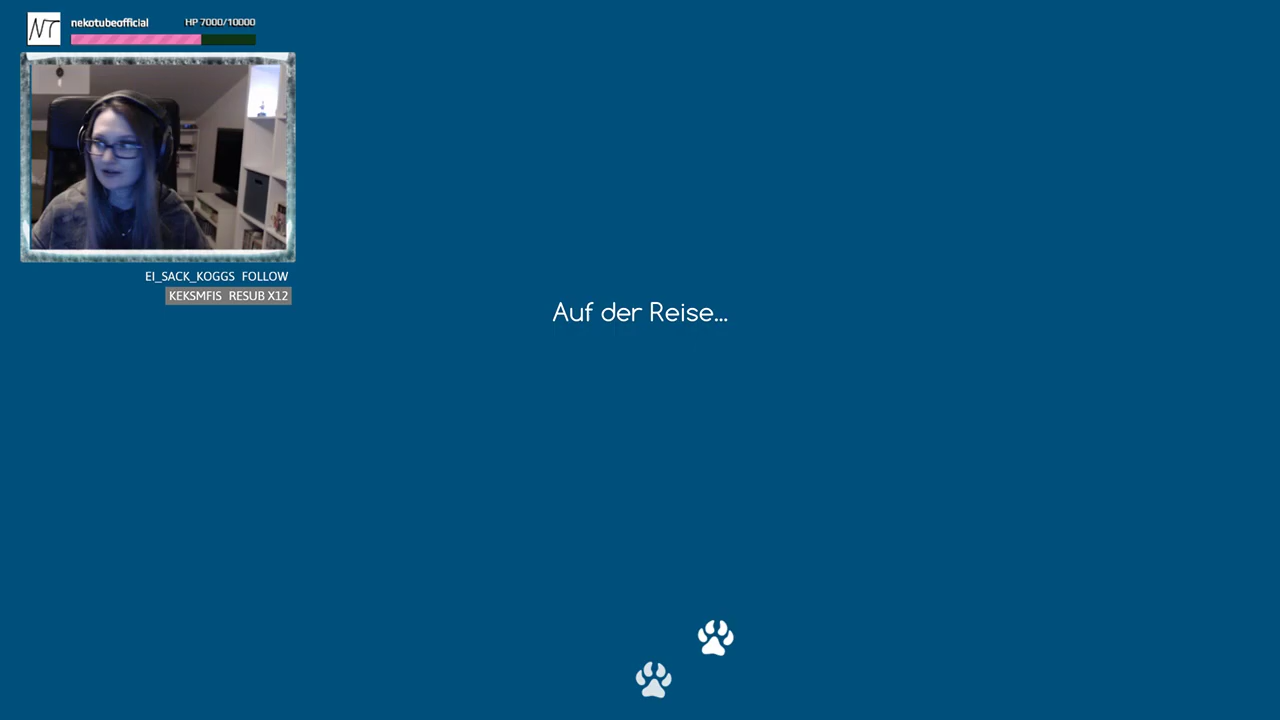 NT
nekotubeofficial
HP 7000/10000
EI_SACK_KOGGS FOLLOW
KEKSMFIS RESUB X12
Auf der Reise...